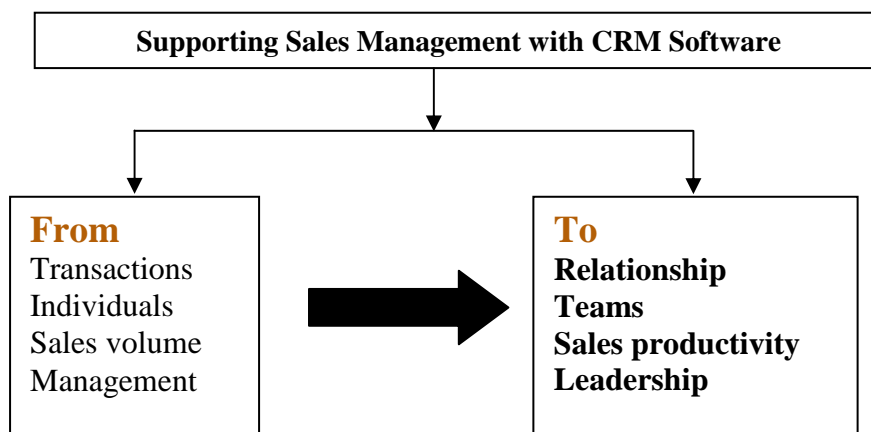 Supporting Sales Management with CRM Software
From
Transactions
Individuals
Sales volume
Management
To
Relationship
Teams
Sales productivity
Leadership